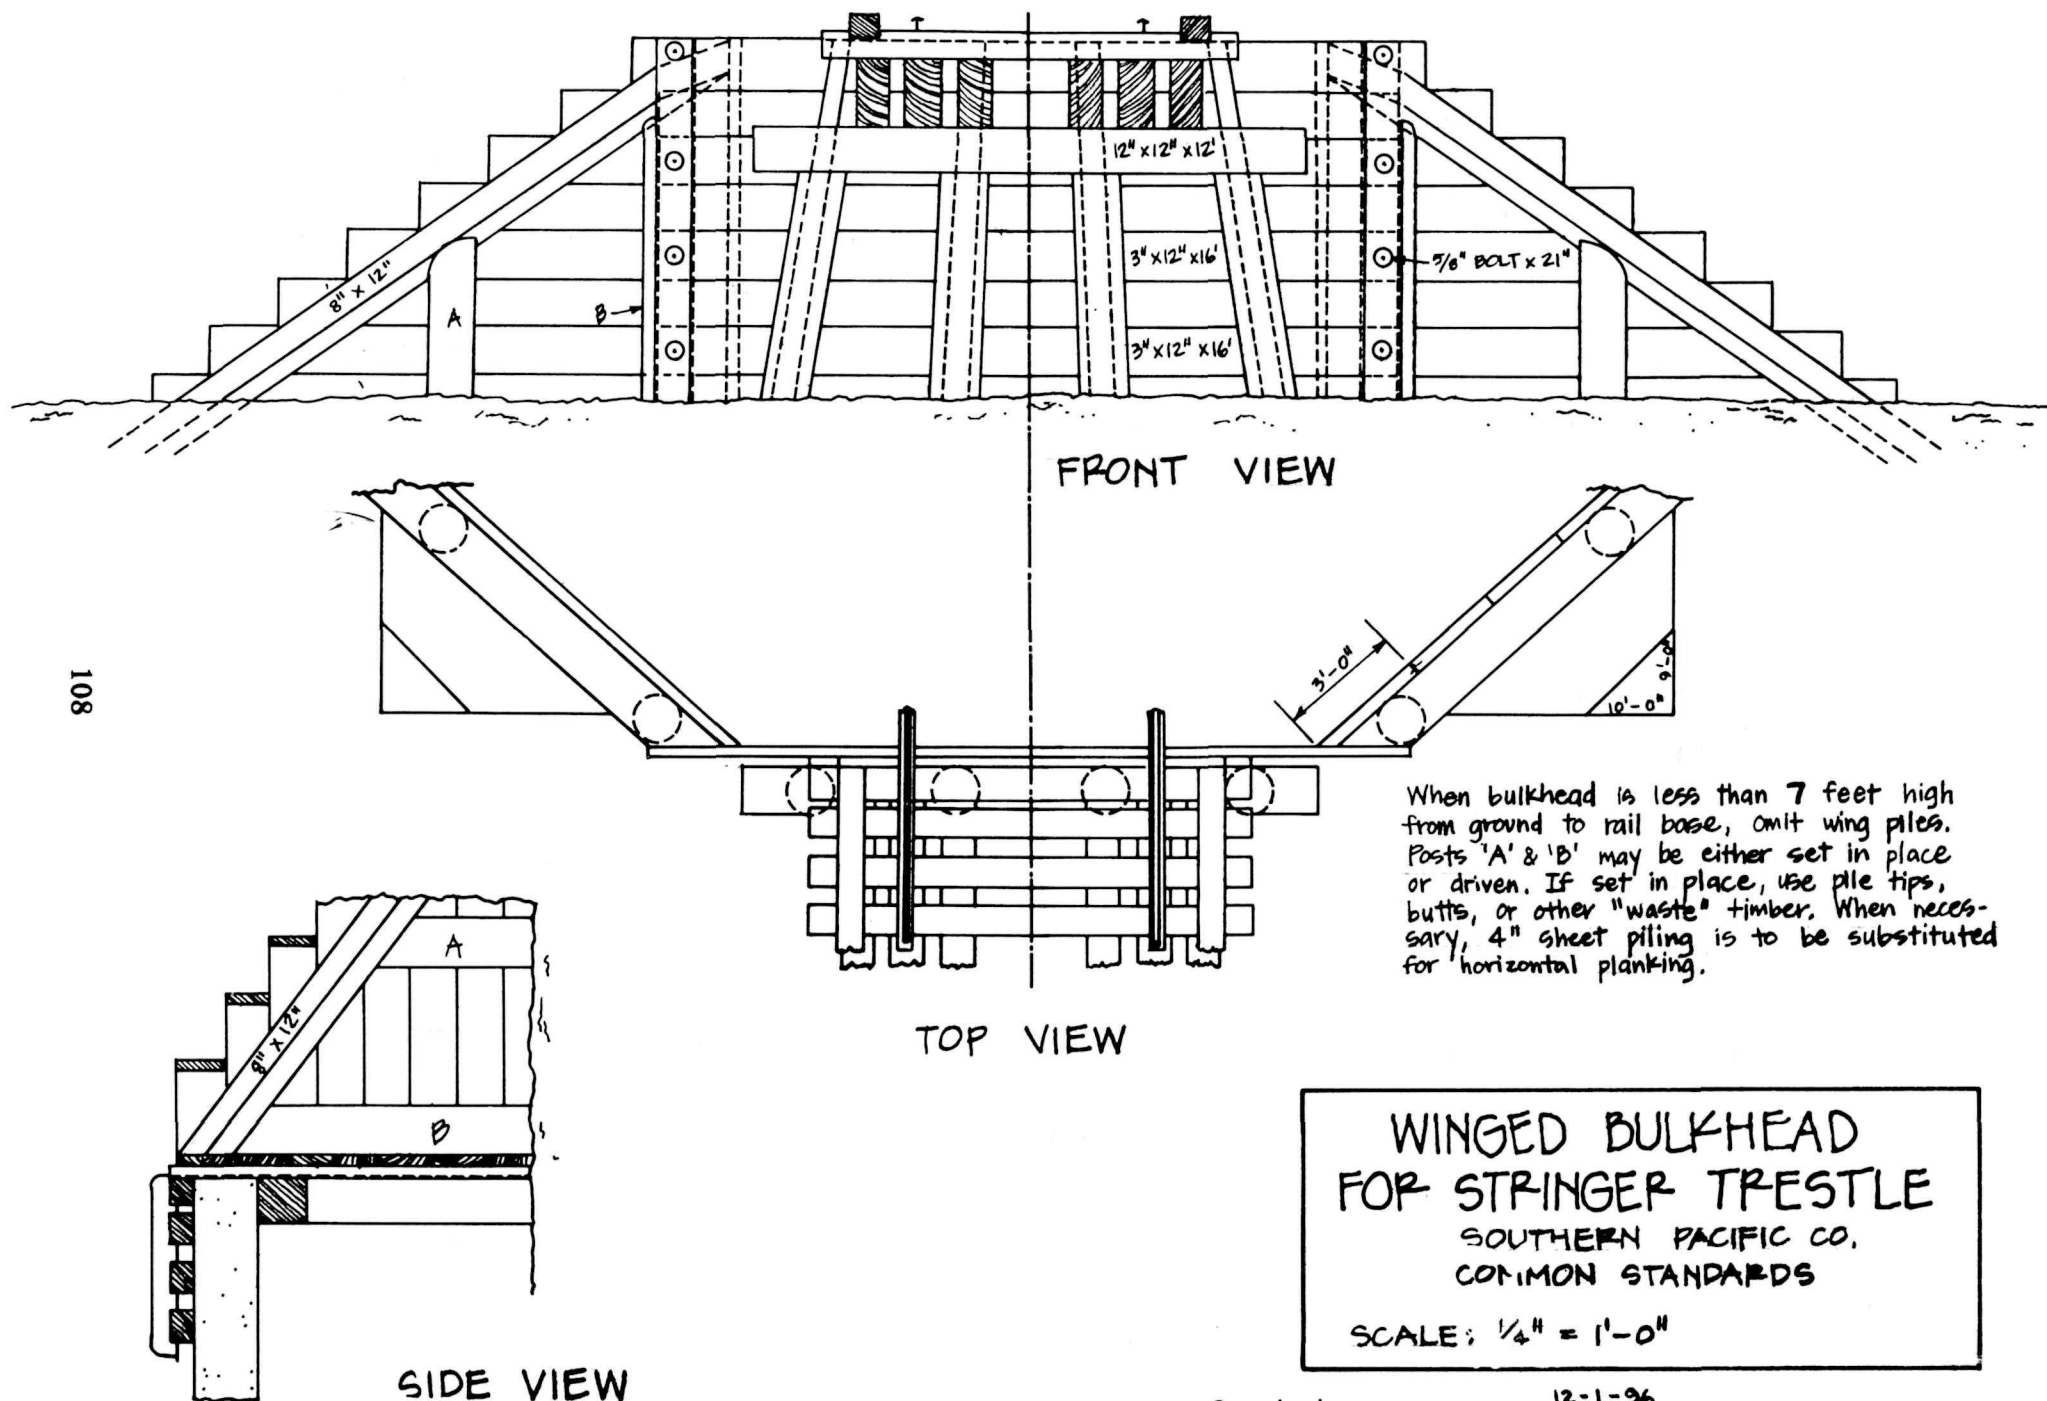 12" x 12" x 12'
8" x 12"
3" x 12" x 16'
5/8" BOLT x 21"
A
B
3" x 12" x 16'
FRONT VIEW
108
3'-0"
9'-0"
10'-0"
When bulkhead is less than 7 feet high
from ground to rail base, omit wing piles.
Posts 'A' & 'B' may be either set in place
or driven. If set in place, use pile tips,
butts, or other "waste" timber. When neces-
sary, 4" sheet piling is to be substituted
for horizontal planking.
TOP VIEW
A
8" x 12"
B
SIDE VIEW
WINGED BULKHEAD
FOR STRINGER TRESTLE
SOUTHERN PACIFIC CO.
COMMON STANDARDS
SCALE: 1/4" = 1'-0"
12-1-96